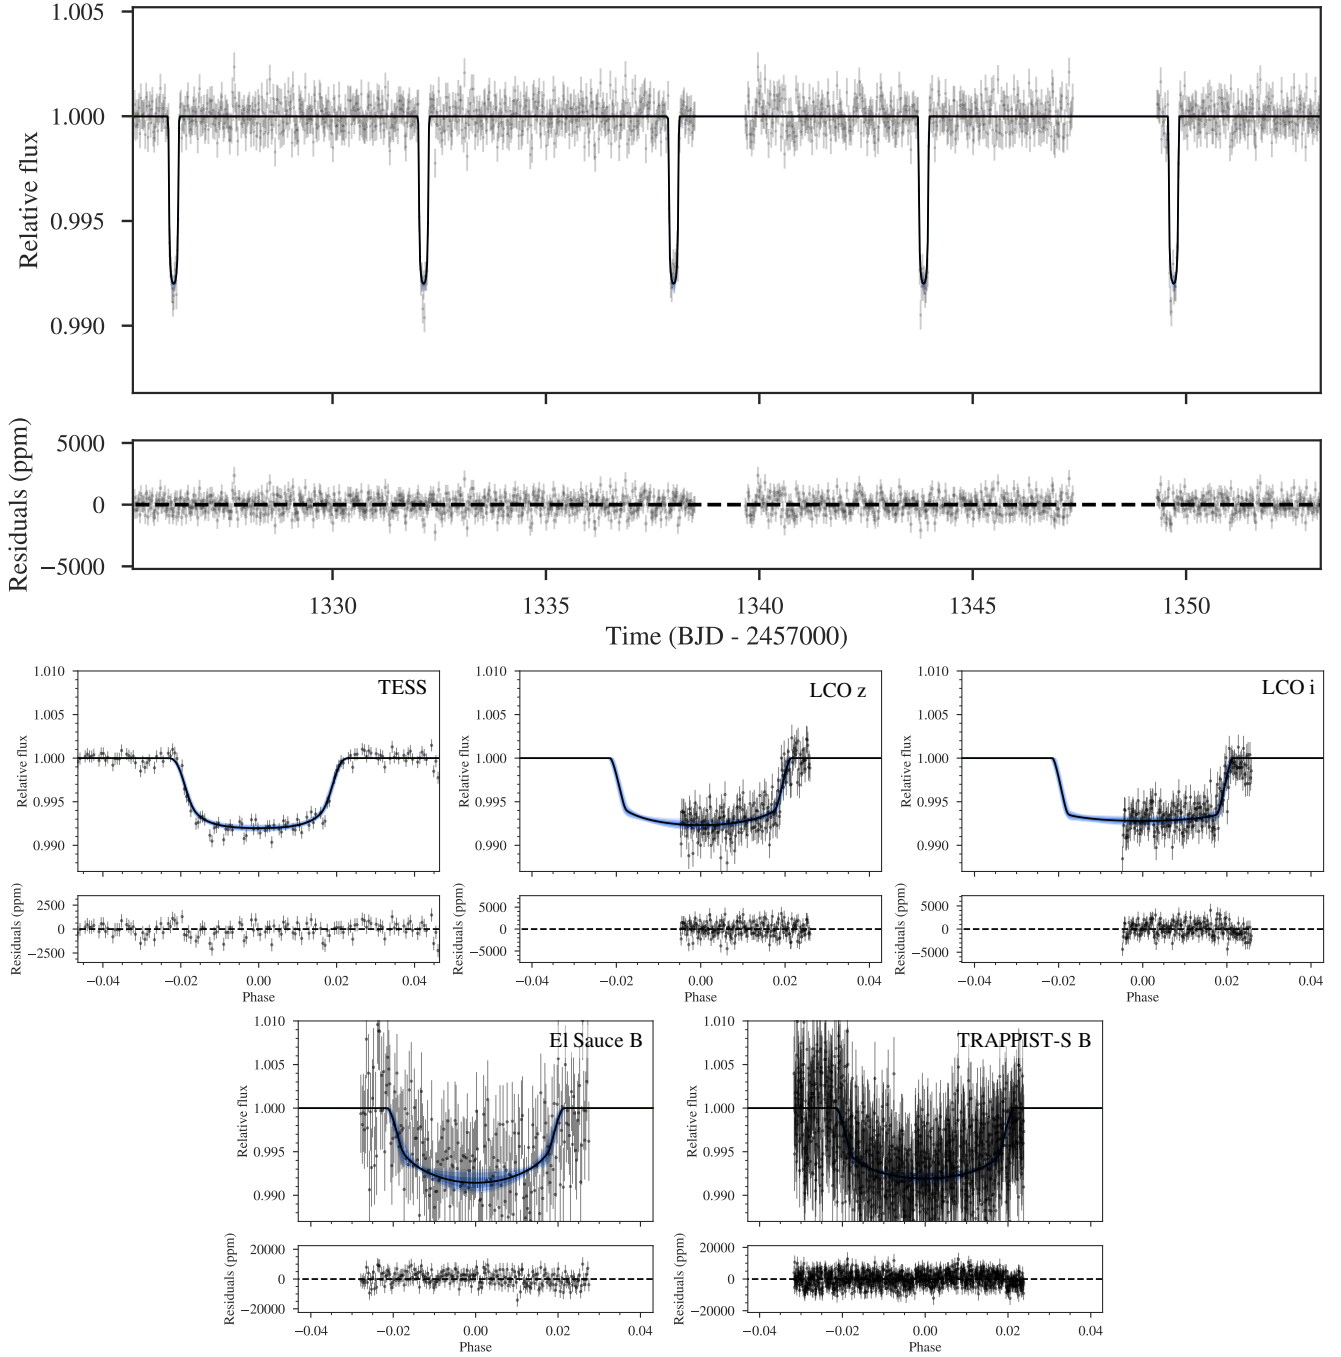 1.005
1.000
0.995
0.990
Relative flux
5000
0
−5000
Residuals (ppm)
1330 1335 1340 1345 1350
Time (BJD - 2457000)
TESS
1.010
1.005
1.000
0.995
0.990
Relative flux
2500
0
−2500
Residuals (ppm)
−0.04 −0.02 0.00 0.02 0.04
Phase
LCO z
1.010
1.005
1.000
0.995
0.990
Relative flux
5000
0
−5000
Residuals (ppm)
−0.04 −0.02 0.00 0.02 0.04
Phase
LCO i
1.010
1.005
1.000
0.995
0.990
Relative flux
5000
0
−5000
Residuals (ppm)
−0.04 −0.02 0.00 0.02 0.04
Phase
El Sauce B
1.010
1.005
1.000
0.995
0.990
Relative flux
20000
0
−20000
Residuals (ppm)
−0.04 −0.02 0.00 0.02 0.04
Phase
TRAPPIST-S B
1.010
1.005
1.000
0.995
0.990
Relative flux
20000
0
−20000
Residuals (ppm)
−0.04 −0.02 0.00 0.02 0.04
Phase